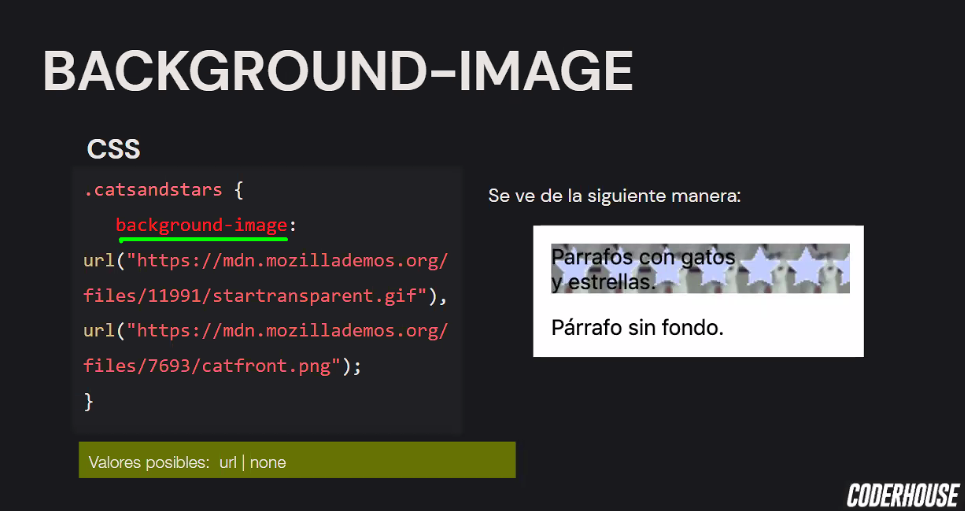 BACKGROUND-IMAGE
CSS
.catsandstars {
background-image:
url("https://mdn.mozillademos.org/
files/11991/startransparent.gif"),
url("https://mdn.mozillademos.org/
files/7693/catfront.png");
}
Valores posibles: url | none
Se ve de la siguiente manera:
Párrafos con gatos
y estrellas.
Párrafo sin fondo.
CODERHOUSE